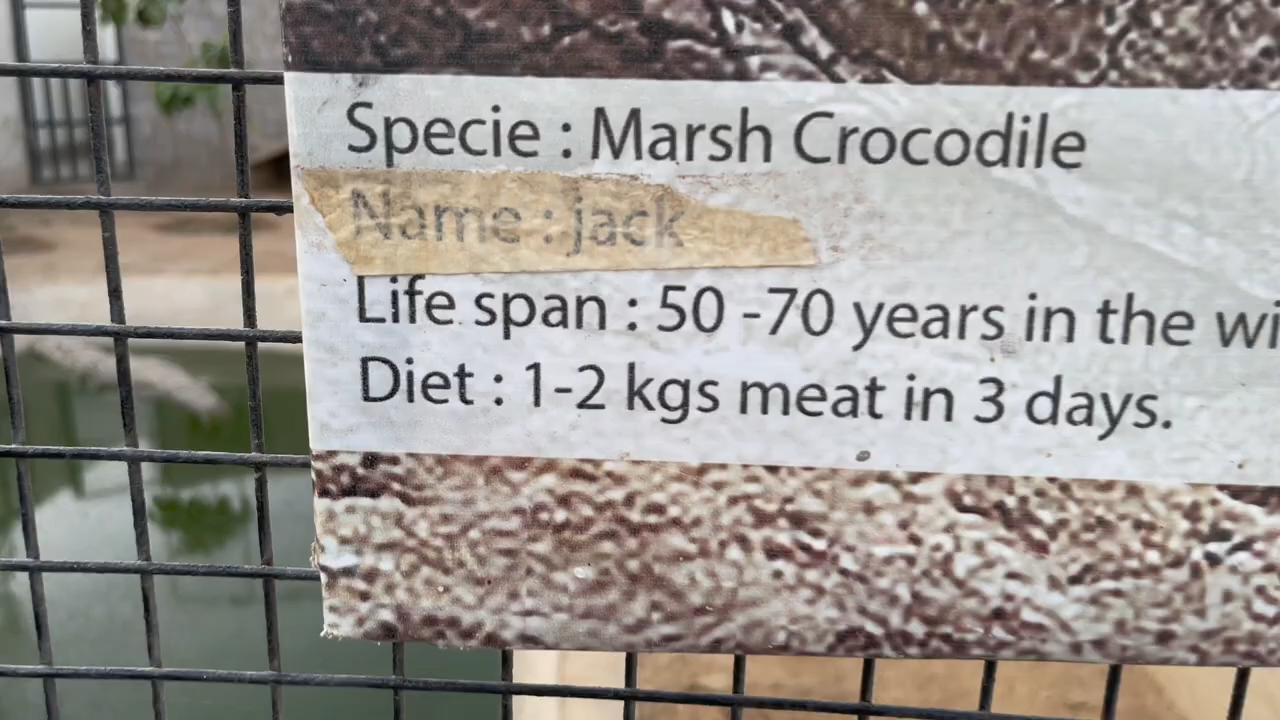 Specie : Marsh Crocodile
Name : jack
Life span : 50 -70 years in the
Diet : 1-2 kgs meat in 3 days.